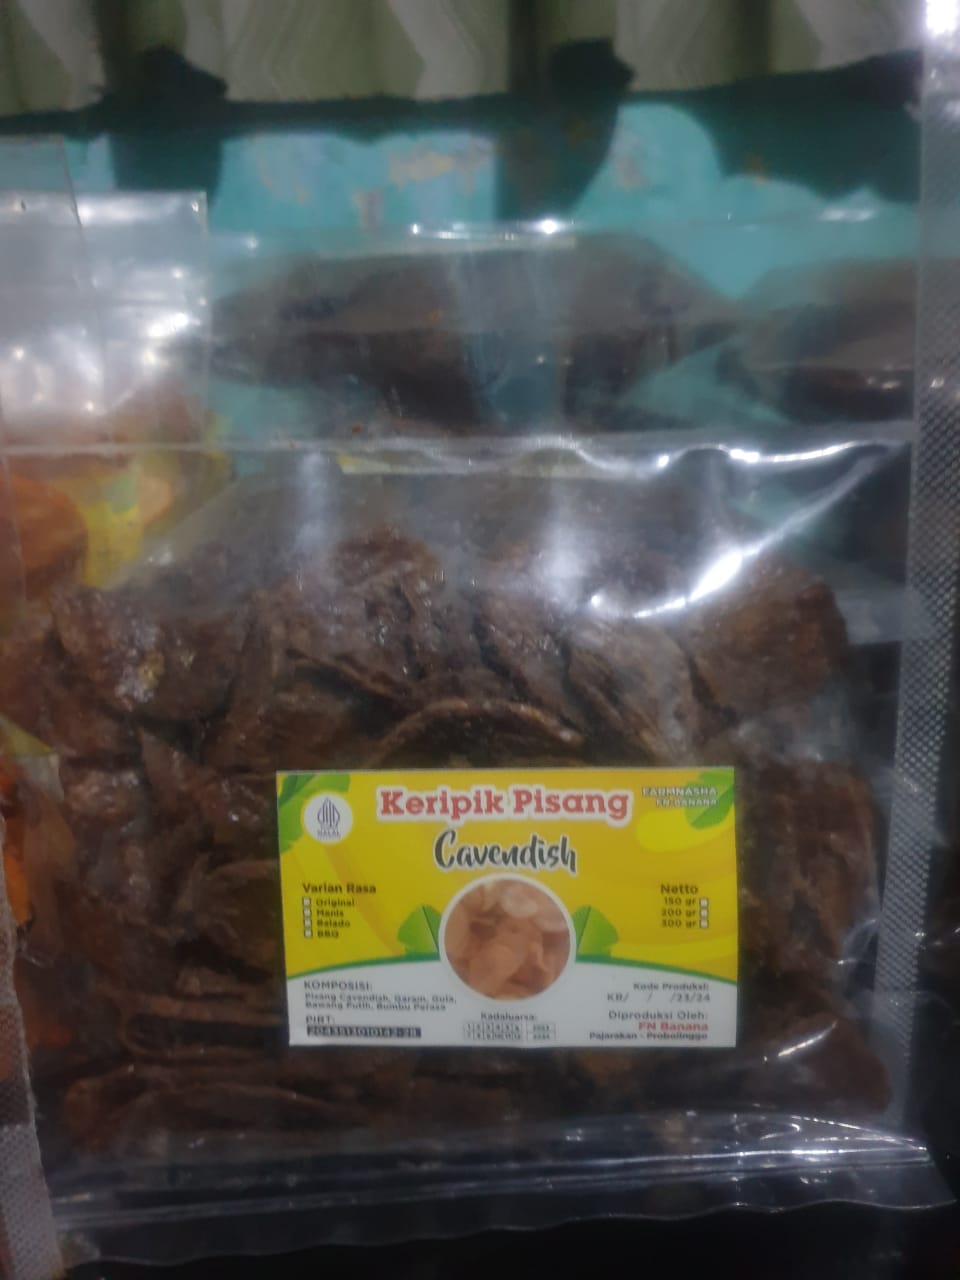 Keripik Pisang
FARMNASHA
FN BANANA
HALAL
Cavendish
Varian Rasa
Original
Manis
Balado
BBQ
Netto
150 gr
200 gr
300 gr
KOMPOSISI:
Pisang Cavendish, Garam, Gula,
Bawang Putih, Bumbu Perasa
PIRT:
Kadaluarsa:
Kode Produksi:
KB/ / /23/24
Diproduksi Oleh:
FN Banana
Pajarakan - Probolinggo